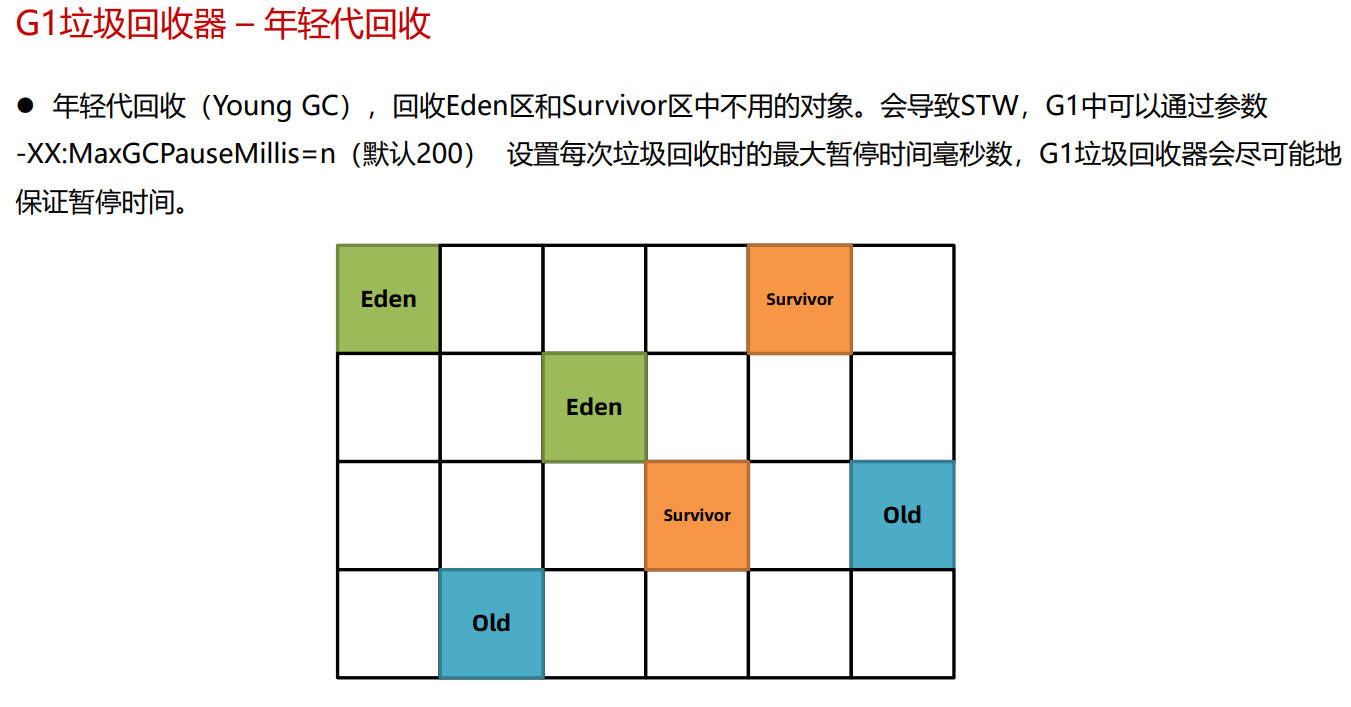 G1垃圾回收器 – 年轻代回收
● 年轻代回收（Young GC），回收Eden区和Survivor区中不用的对象。会导致STW，G1中可以通过参数
-XX:MaxGCPauseMillis=n（默认200） 设置每次垃圾回收时的最大暂停时间毫秒数，G1垃圾回收器会尽可能地
保证暂停时间。
Eden Survivor
Eden
Survivor Old
Old